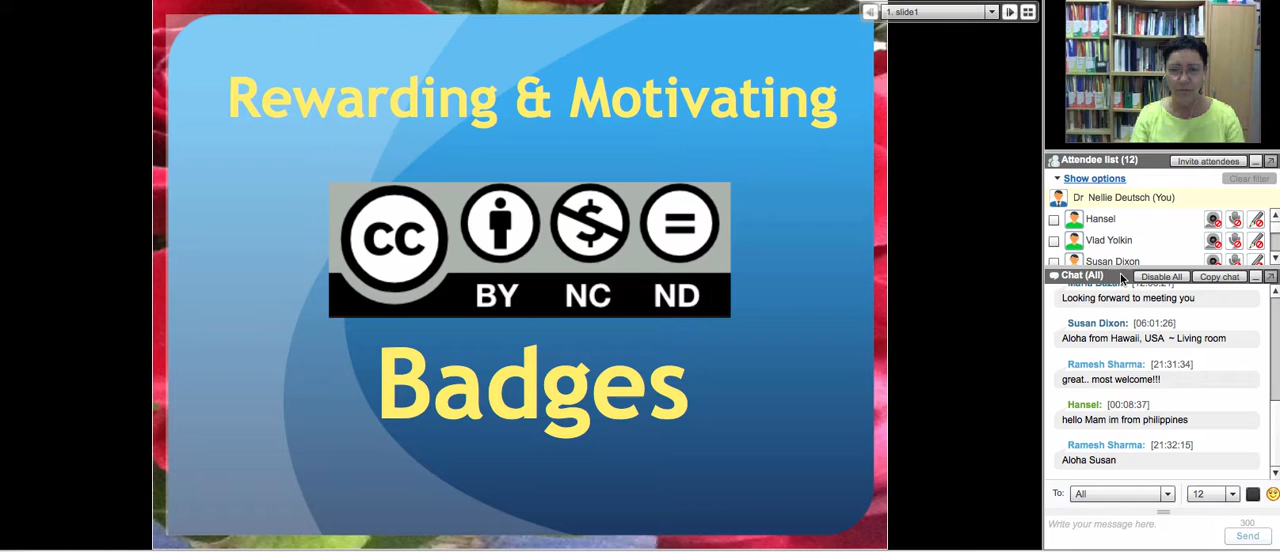 Rewarding & Motivating
CC
BY NC ND
Badges
1. slide1
Attendee list (12)
Invite attendees
Show options
Clear filter
Dr Nellie Deutsch (You)
Hansel
Vlad Yolkin
Susan Dixon
Chat (All)
Disable All
Copy chat
Looking forward to meeting you
Susan Dixon: [06:01:26]
Aloha from Hawaii, USA ~ Living room
Ramesh Sharma: [21:31:34]
great.. most welcome!!!
Hansel: [00:08:37]
hello Mam im from philippines
Ramesh Sharma: [21:32:15]
Aloha Susan
To: All 12
Write your message here.
300
Send